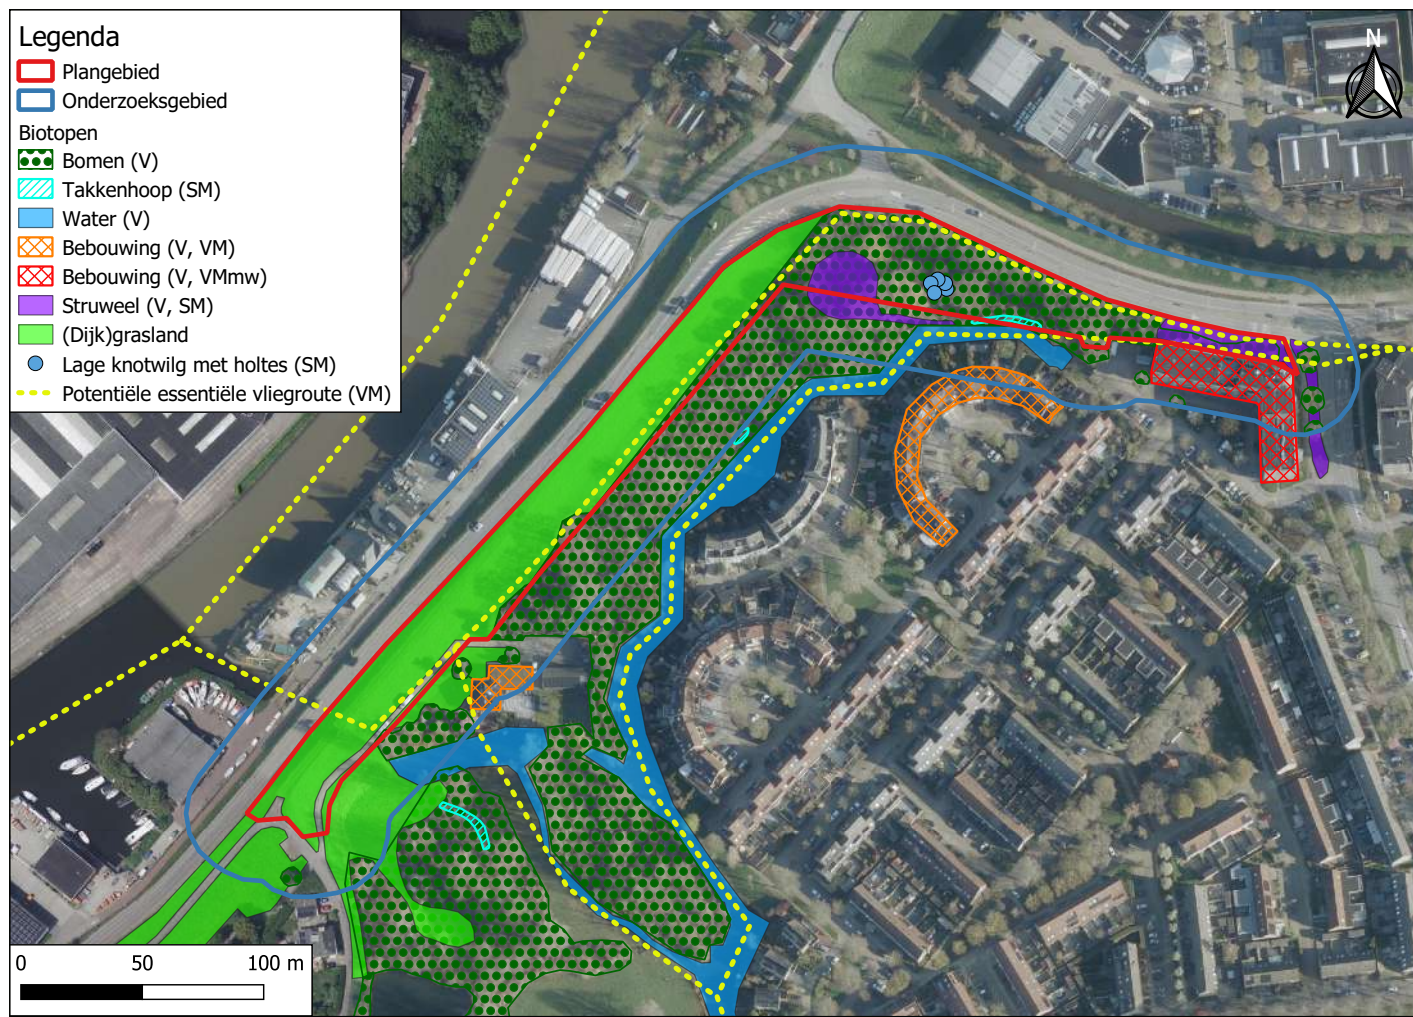 Legenda
Plangebied
Onderzoeksgebied
Biotopen
Bomen (V)
Takkenhoop (SM)
Water (V)
Bebouwing (V, VM)
Bebouwing (V, VMmw)
Struweel (V, SM)
(Dijk)grasland
Lage knotwilg met holtes (SM)
Potentiële essentiële vliegroute (VM)
N
0 50 100 m